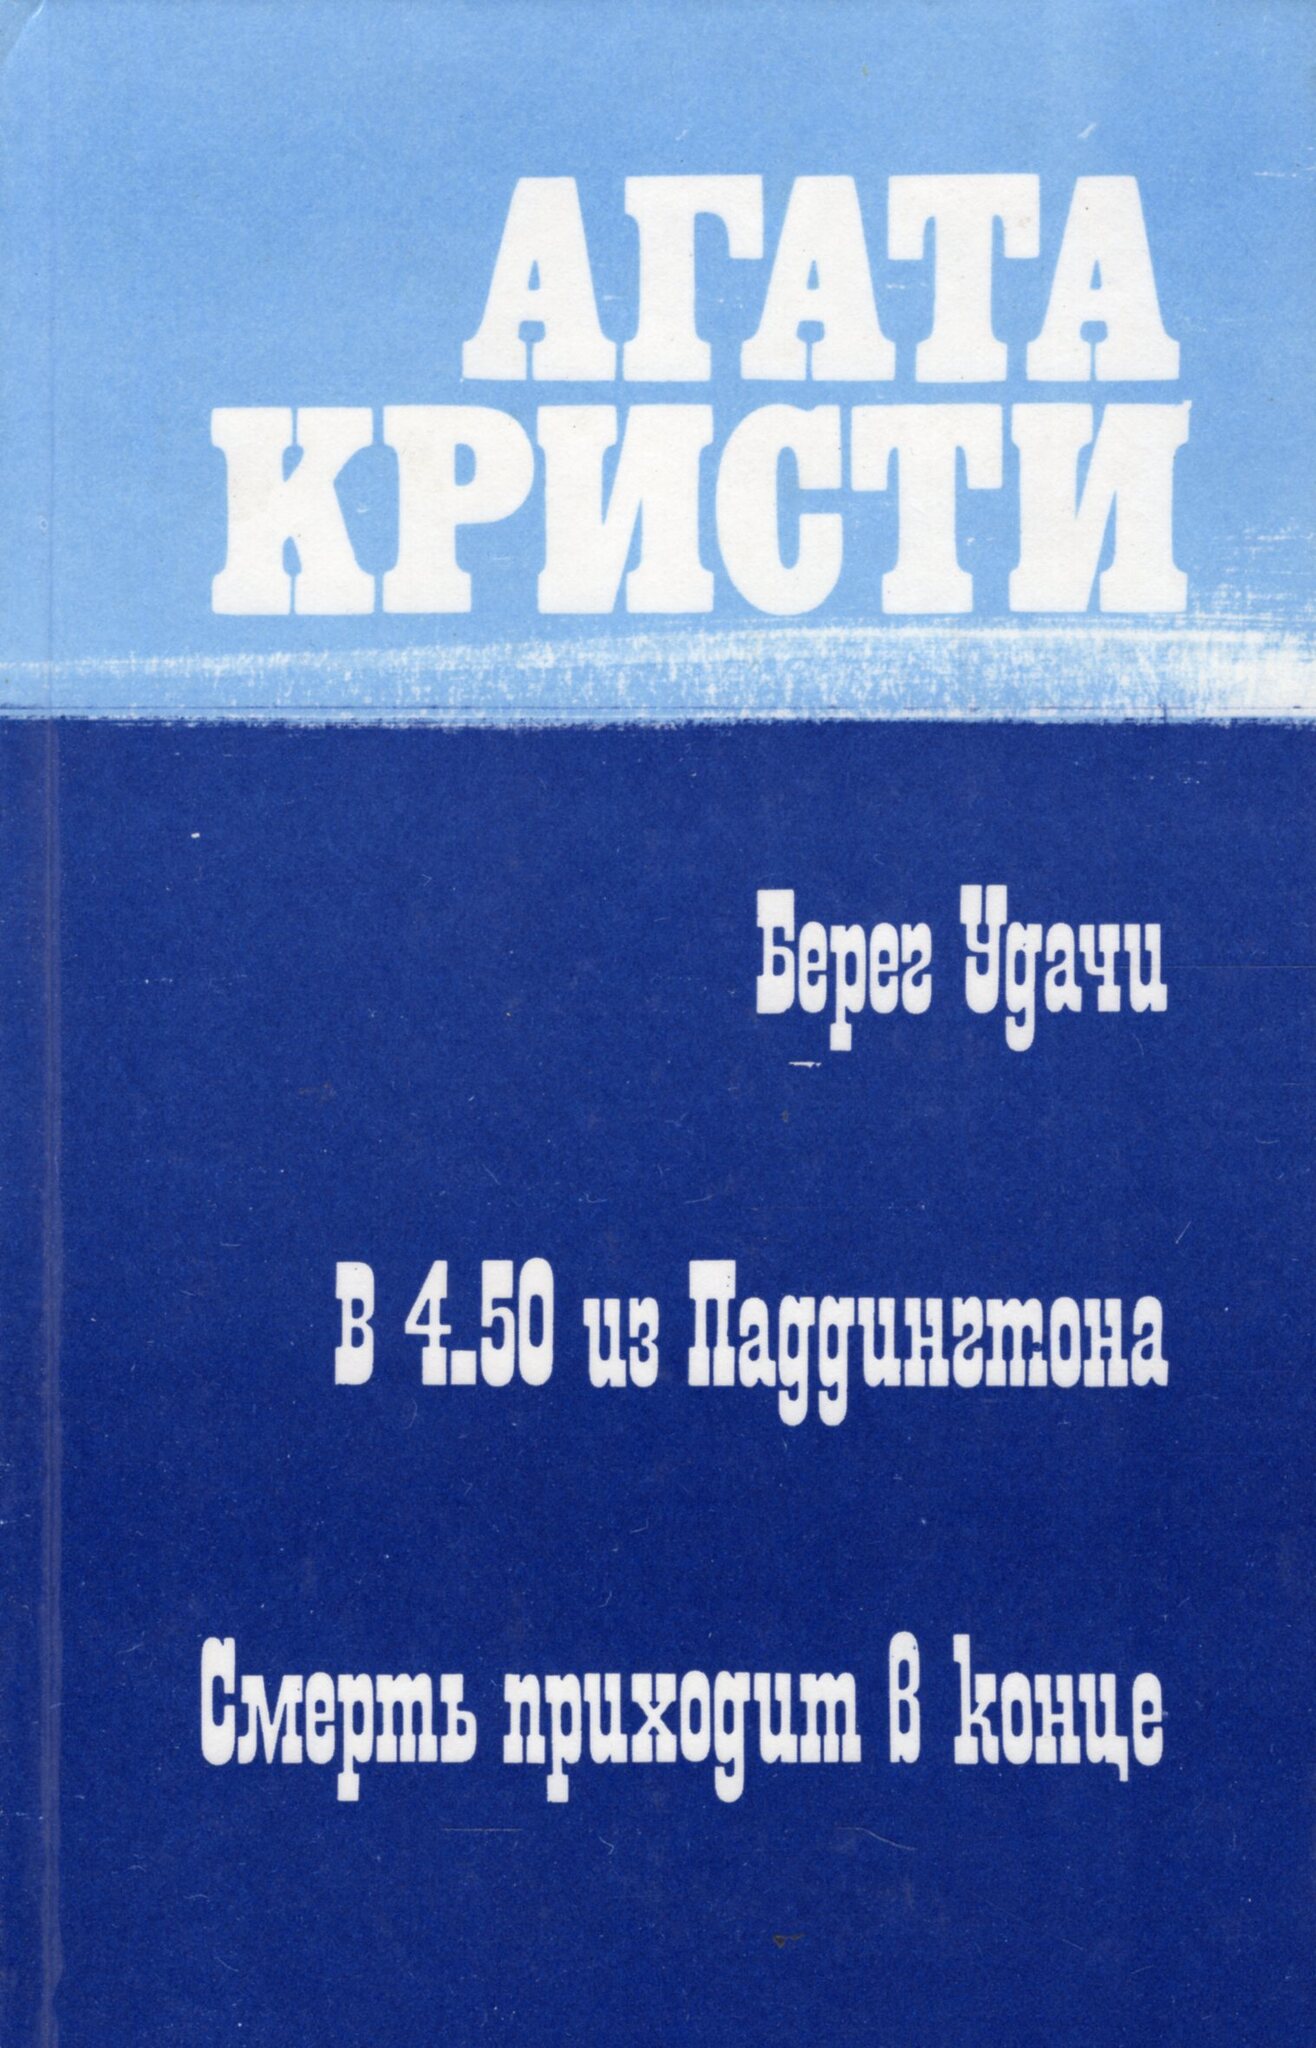 АГАТА
КРИСТИ
Берег Удачи
В 4.50 из Паддингтона
Смерть приходит в конце